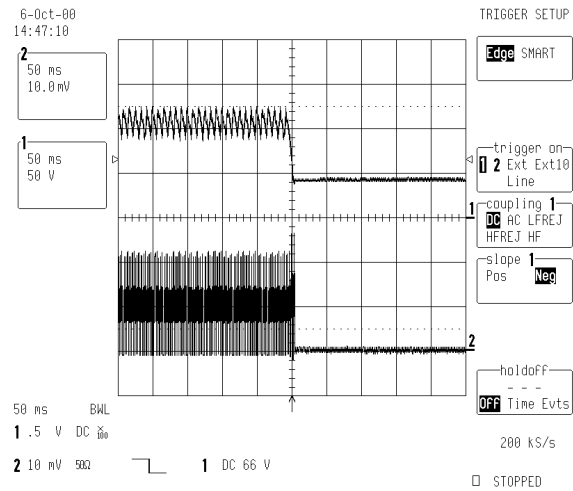 6-Oct-00
14:47:10
TRIGGER SETUP
2
50 ms
10.0 mV
1
50 ms
50 V
Edge SMART
trigger on
1 2 Ext Ext10
Line
coupling 1
DC AC LFREJ
HFREJ HF
slope 1
Pos Neg
holdoff
- - -
Off Time Evts
1
2
50 ms BWL
1 .5 V DC X100
2 10 mV 50Ω
1 DC 66 V
200 kS/s
STOPPED